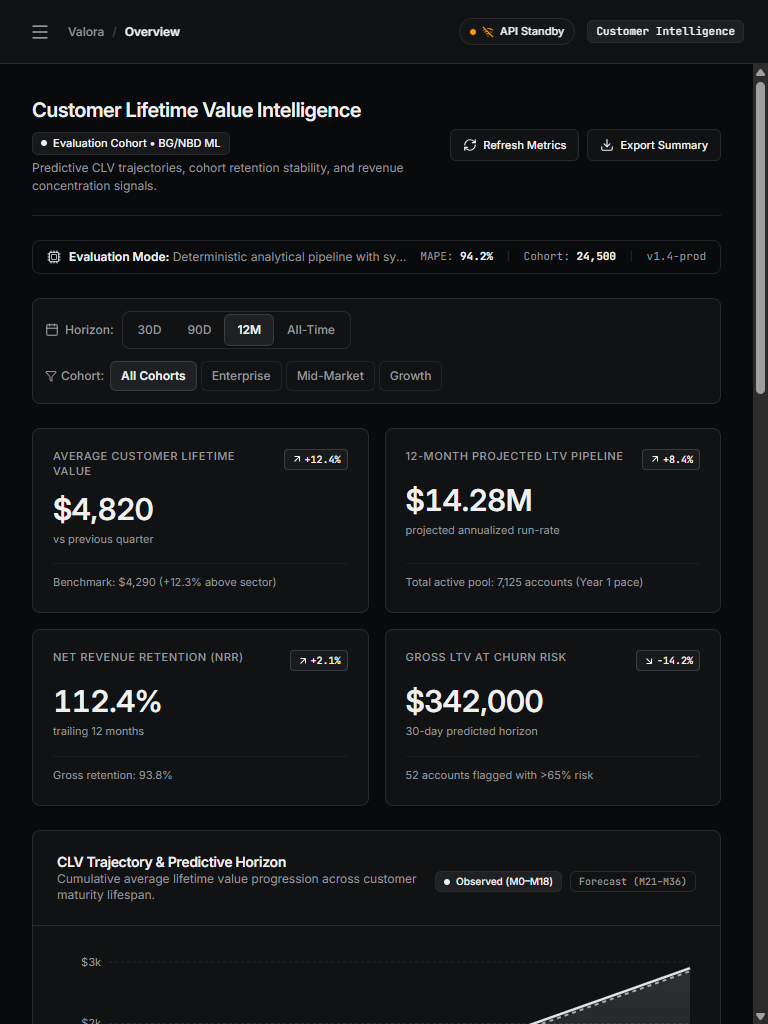 Valora / Overview
API Standby
Customer Intelligence
Customer Lifetime Value Intelligence
Evaluation Cohort • BG/NBD ML
Predictive CLV trajectories, cohort retention stability, and revenue
concentration signals.
Refresh Metrics
Export Summary
Evaluation Mode: Deterministic analytical pipeline with sy...
MAPE: 94.2%
Cohort: 24,500
v1.4-prod
Horizon: 30D 90D 12M All-Time
Cohort: All Cohorts Enterprise Mid-Market Growth
AVERAGE CUSTOMER LIFETIME
VALUE
+12.4%
$4,820
vs previous quarter
Benchmark: $4,290 (+12.3% above sector)
12-MONTH PROJECTED LTV PIPELINE
+8.4%
$14.28M
projected annualized run-rate
Total active pool: 7,125 accounts (Year 1 pace)
NET REVENUE RETENTION (NRR)
+2.1%
112.4%
trailing 12 months
Gross retention: 93.8%
GROSS LTV AT CHURN RISK
-14.2%
$342,000
30-day predicted horizon
52 accounts flagged with >65% risk
CLV Trajectory & Predictive Horizon
Cumulative average lifetime value progression across customer
maturity lifespan.
Observed (M0–M18)
Forecast (M21–M36)
$3k
$2k